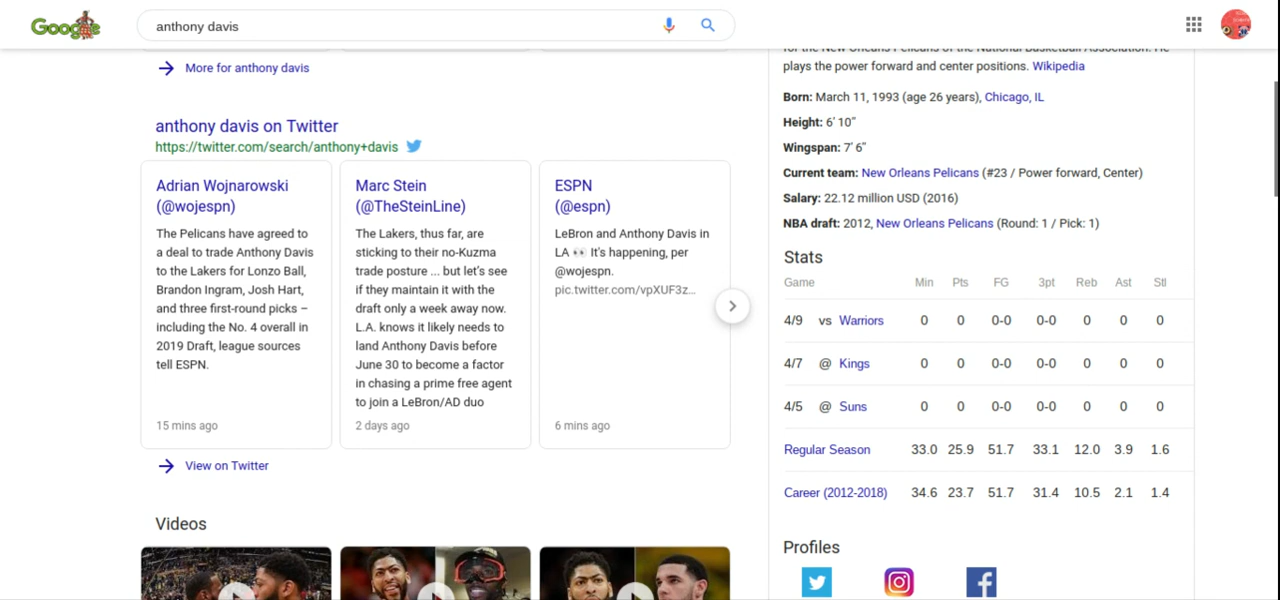 Google
anthony davis
for the New Orleans Pelicans of the National Basketball Association. He
plays the power forward and center positions. Wikipedia
More for anthony davis
anthony davis on Twitter
https://twitter.com/search/anthony+davis
Adrian Wojnarowski
(@wojespn)
The Pelicans have agreed to
a deal to trade Anthony Davis
to the Lakers for Lonzo Ball,
Brandon Ingram, Josh Hart,
and three first-round picks –
including the No. 4 overall in
2019 Draft, league sources
tell ESPN.
15 mins ago
Marc Stein
(@TheSteinLine)
The Lakers, thus far, are
sticking to their no-Kuzma
trade posture ... but let's see
if they maintain it with the
draft only a week away now.
L.A. knows it likely needs to
land Anthony Davis before
June 30 to become a factor
in chasing a prime free agent
to join a LeBron/AD duo
2 days ago
ESPN
(@espn)
LeBron and Anthony Davis in
LA 👀 It's happening, per
@wojespn.
pic.twitter.com/vpXUF3z...
6 mins ago
View on Twitter
Videos
Born: March 11, 1993 (age 26 years), Chicago, IL
Height: 6' 10"
Wingspan: 7' 6"
Current team: New Orleans Pelicans (#23 / Power forward, Center)
Salary: 22.12 million USD (2016)
NBA draft: 2012, New Orleans Pelicans (Round: 1 / Pick: 1)
Stats
Game Min Pts FG 3pt Reb Ast Stl
4/9 vs Warriors 0 0 0-0 0-0 0 0 0
4/7 @ Kings 0 0 0-0 0-0 0 0 0
4/5 @ Suns 0 0 0-0 0-0 0 0 0
Regular Season 33.0 25.9 51.7 33.1 12.0 3.9 1.6
Career (2012-2018) 34.6 23.7 51.7 31.4 10.5 2.1 1.4
Profiles